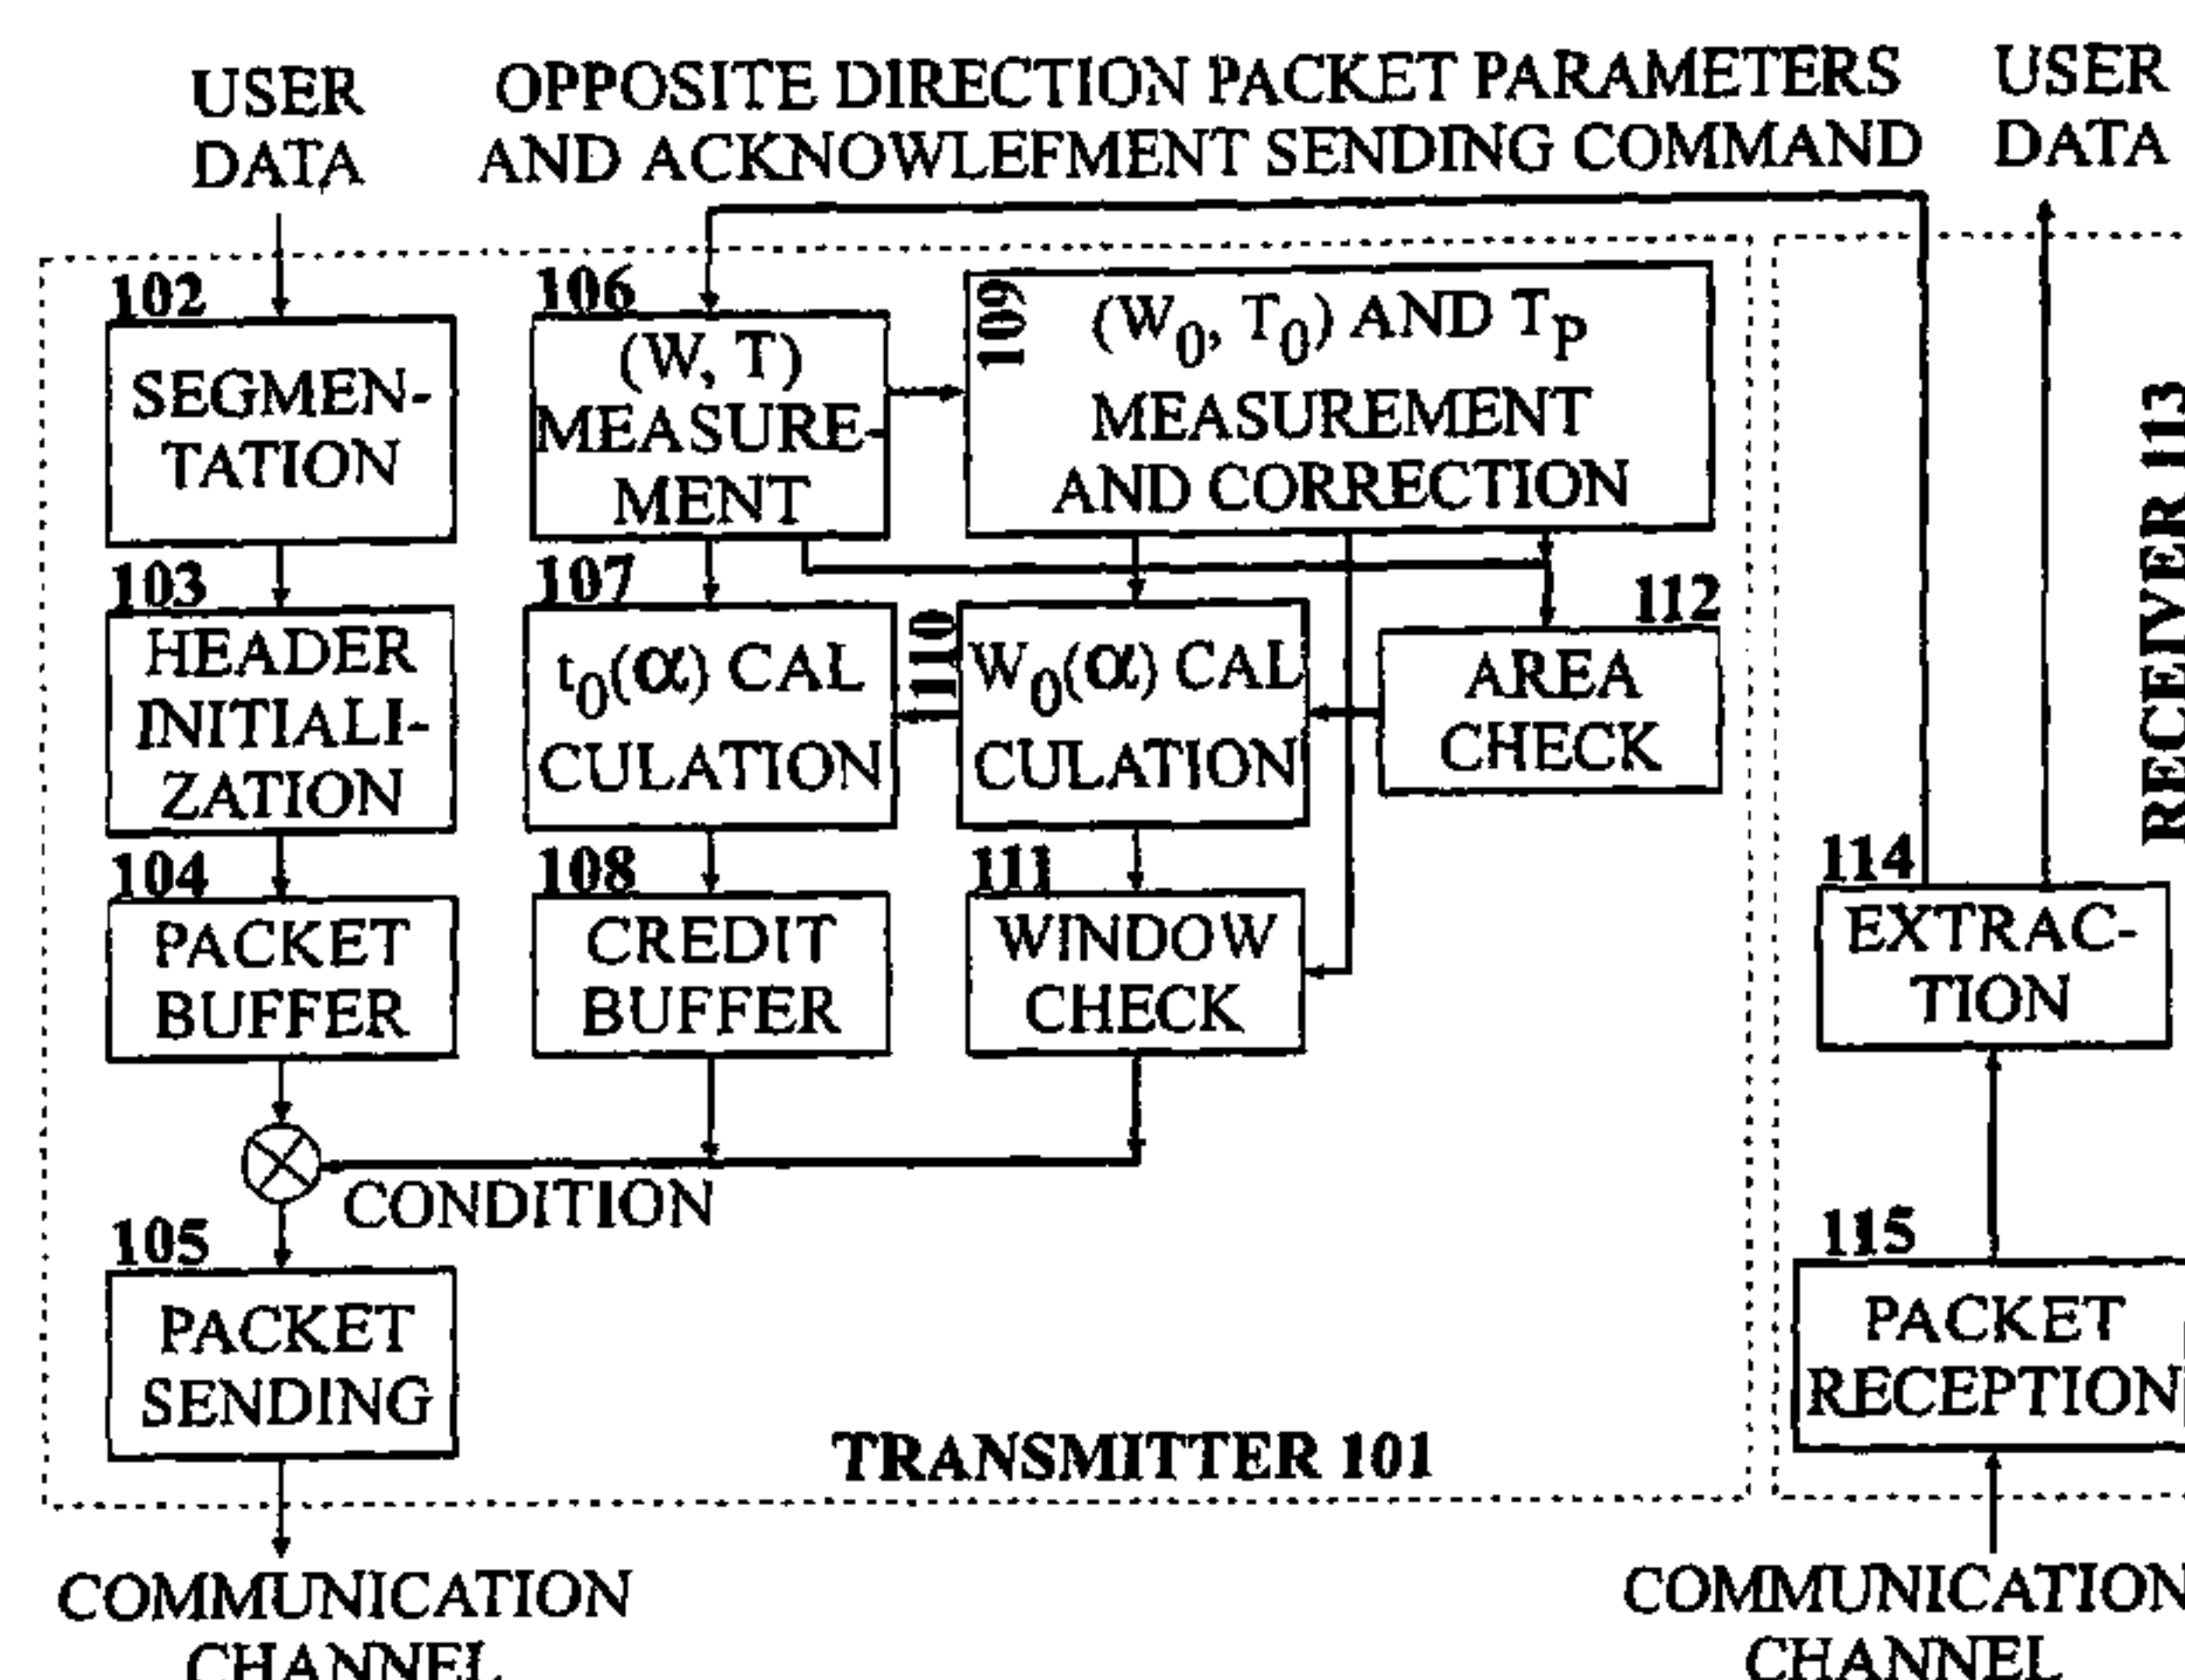 USER
DATA
OPPOSITE DIRECTION PACKET PARAMETERS
AND ACKNOWLEFMENT SENDING COMMAND
USER
DATA
102
SEGMEN-
TATION
103
HEADER
INITIALI-
ZATION
104
PACKET
BUFFER
CONDITION
105
PACKET
SENDING
COMMUNICATION
CHANNEL
106
(W, T)
MEASURE-
MENT
107
t0(α) CAL
CULATION
108
CREDIT
BUFFER
109
(W0, T0) AND TP
MEASUREMENT
AND CORRECTION
110
W0(α) CAL
CULATION
111
WINDOW
CHECK
112
AREA
CHECK
TRANSMITTER 101
RECEIVER 113
114
EXTRAC-
TION
115
PACKET
RECEPTION
COMMUNICATION
CHANNEL